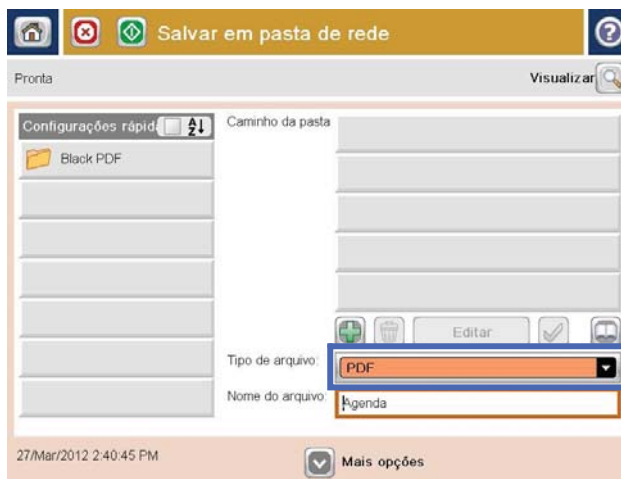 Salvar em pasta de rede
Pronta
Visualizar
Configurações rápid
Caminho da pasta
Black PDF
Editar
Tipo de arquivo:
PDF
Nome do arquivo:
Agenda
27/Mar/2012 2:40:45 PM
Mais opções